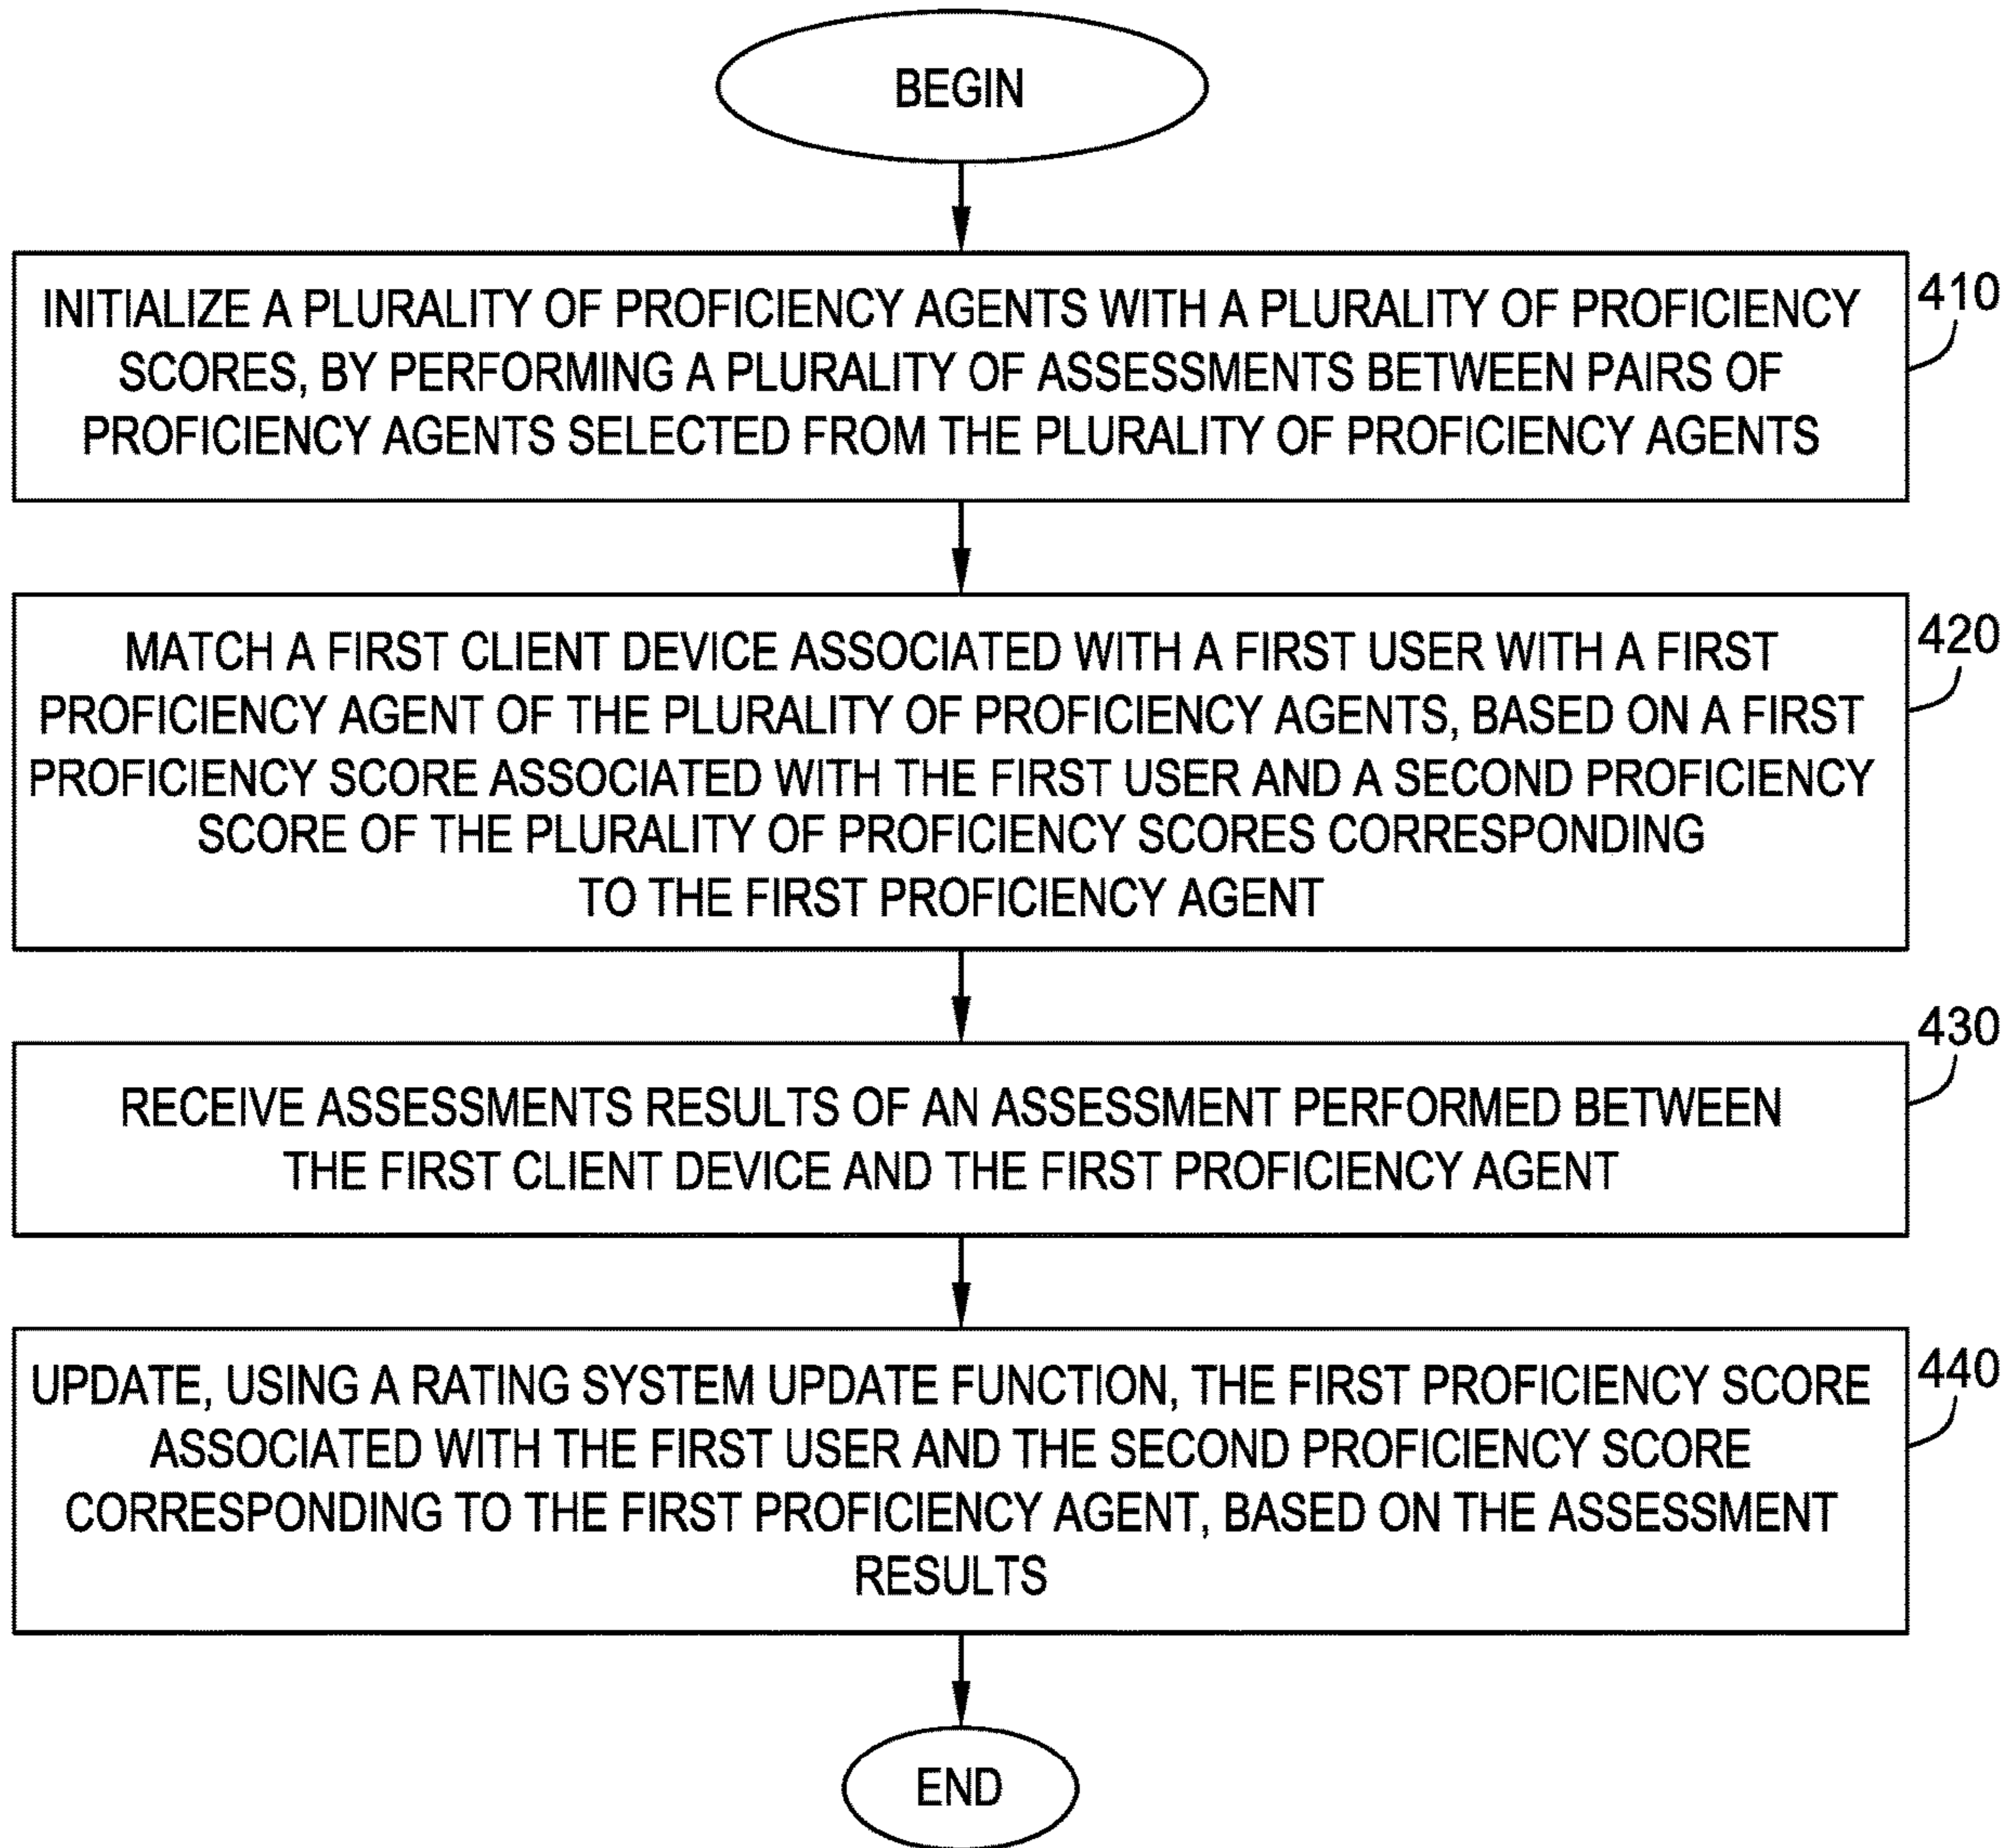 BEGIN
INITIALIZE A PLURALITY OF PROFICIENCY AGENTS WITH A PLURALITY OF PROFICIENCY
SCORES, BY PERFORMING A PLURALITY OF ASSESSMENTS BETWEEN PAIRS OF
PROFICIENCY AGENTS SELECTED FROM THE PLURALITY OF PROFICIENCY AGENTS
410
MATCH A FIRST CLIENT DEVICE ASSOCIATED WITH A FIRST USER WITH A FIRST
PROFICIENCY AGENT OF THE PLURALITY OF PROFICIENCY AGENTS, BASED ON A FIRST
PROFICIENCY SCORE ASSOCIATED WITH THE FIRST USER AND A SECOND PROFICIENCY
SCORE OF THE PLURALITY OF PROFICIENCY SCORES CORRESPONDING
TO THE FIRST PROFICIENCY AGENT
420
RECEIVE ASSESSMENTS RESULTS OF AN ASSESSMENT PERFORMED BETWEEN
THE FIRST CLIENT DEVICE AND THE FIRST PROFICIENCY AGENT
430
UPDATE, USING A RATING SYSTEM UPDATE FUNCTION, THE FIRST PROFICIENCY SCORE
ASSOCIATED WITH THE FIRST USER AND THE SECOND PROFICIENCY SCORE
CORRESPONDING TO THE FIRST PROFICIENCY AGENT, BASED ON THE ASSESSMENT
RESULTS
440
END